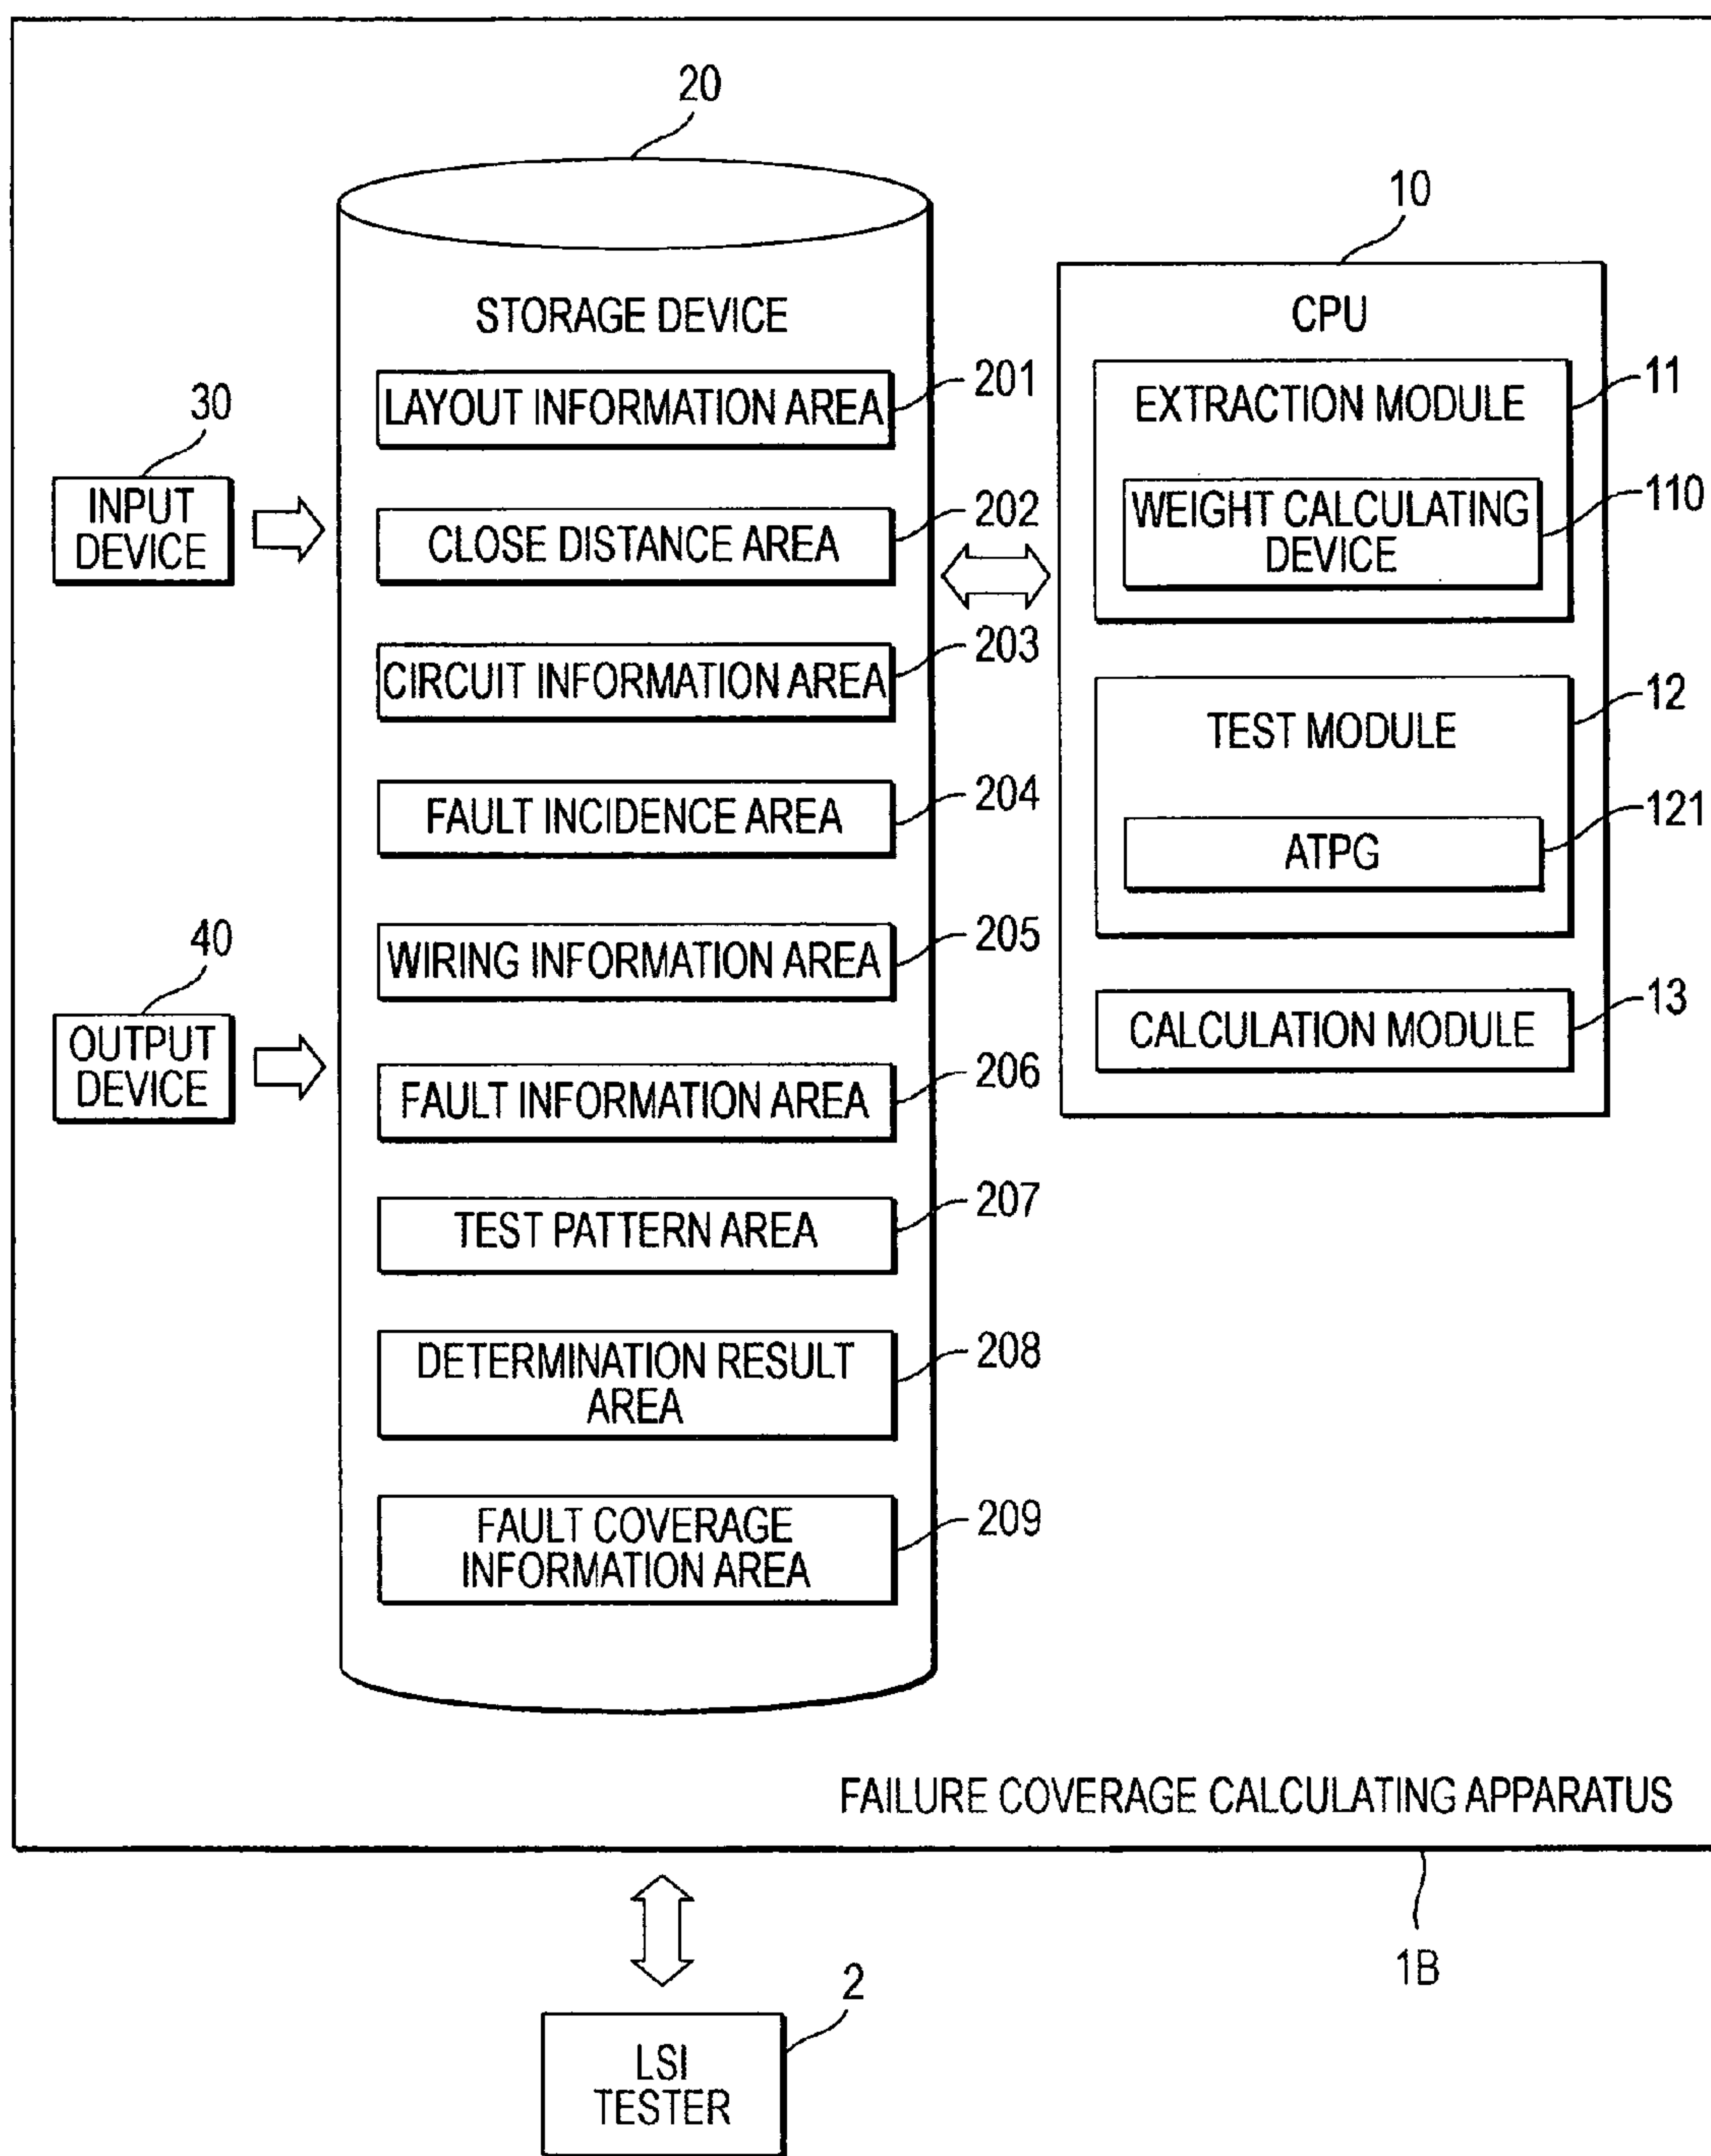 20
10
STORAGE DEVICE
CPU
LAYOUT INFORMATION AREA
201
EXTRACTION MODULE
11
30
INPUT
DEVICE
CLOSE DISTANCE AREA
202
WEIGHT CALCULATING
DEVICE
110
CIRCUIT INFORMATION AREA
203
TEST MODULE
12
FAULT INCIDENCE AREA
204
ATPG
121
40
OUTPUT
DEVICE
WIRING INFORMATION AREA
205
CALCULATION MODULE
13
FAULT INFORMATION AREA
206
TEST PATTERN AREA
207
DETERMINATION RESULT
AREA
208
FAULT COVERAGE
INFORMATION AREA
209
FAILURE COVERAGE CALCULATING APPARATUS
1B
2
LSI
TESTER